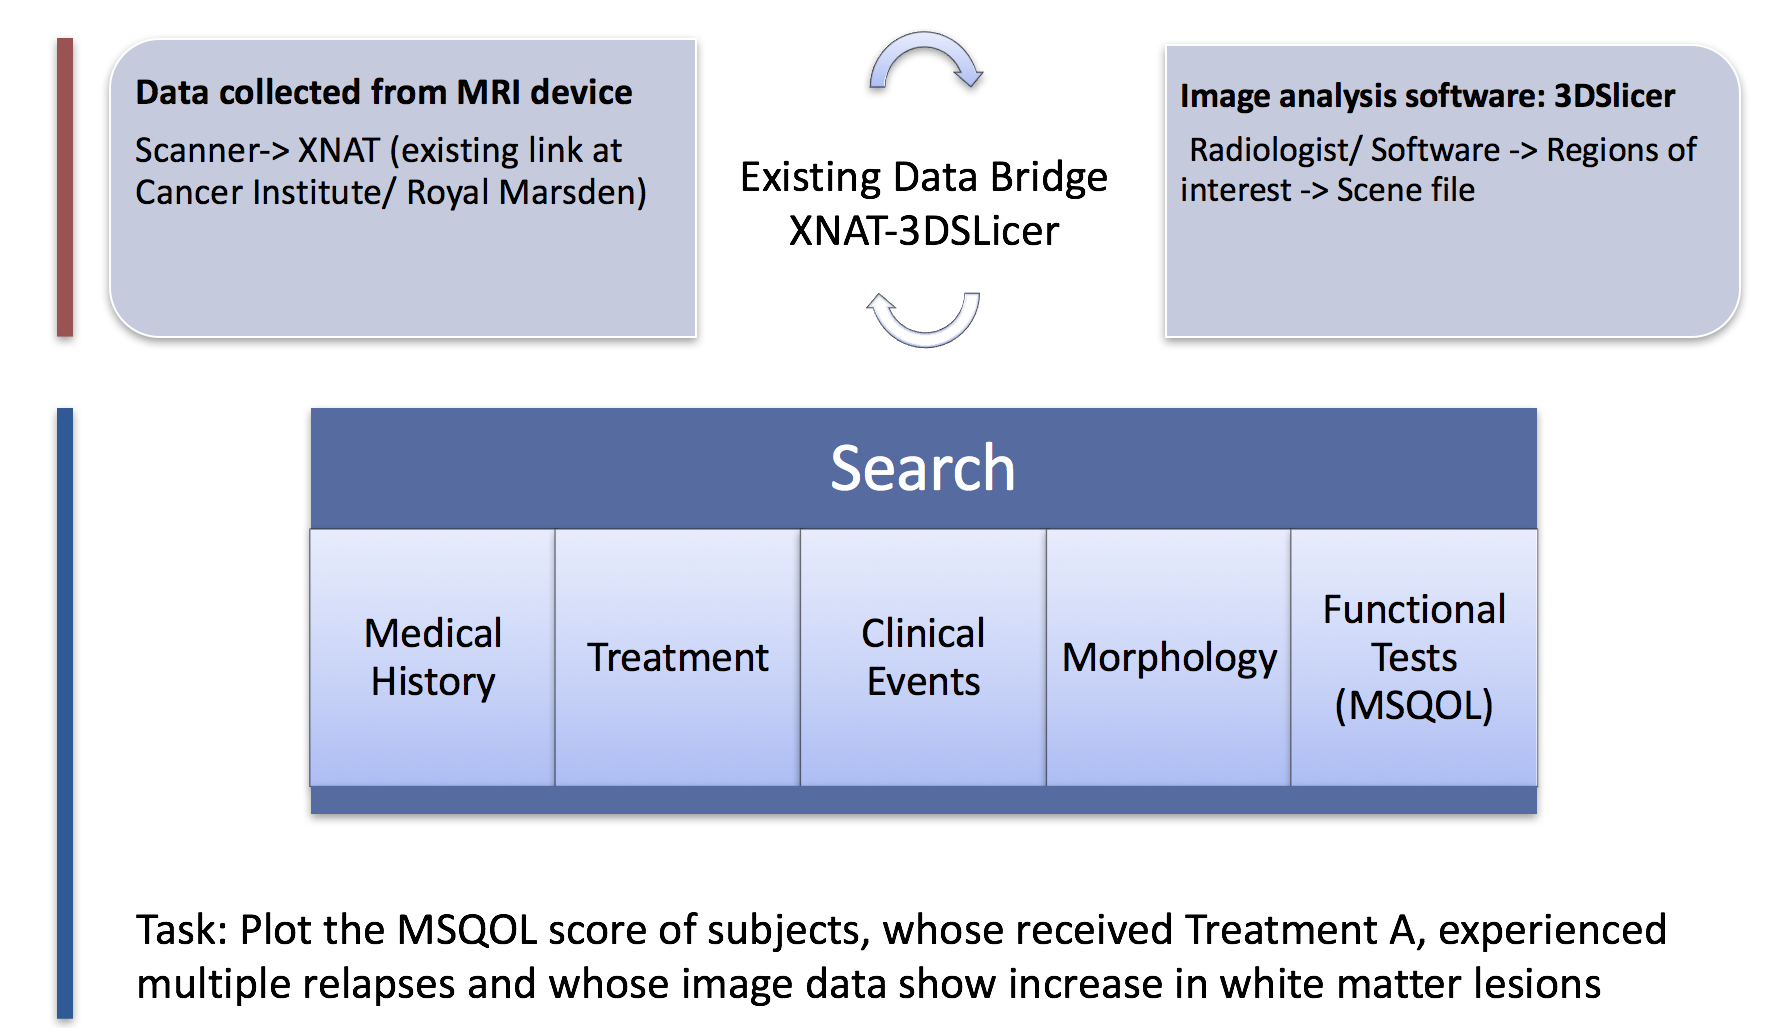 Data collected from MRI device
Scanner-> XNAT (existing link at
Cancer Institute/ Royal Marsden)
Existing Data Bridge
XNAT-3DSLicer
Image analysis software: 3DSlicer
Radiologist/ Software -> Regions of
interest -> Scene file
Search
Medical
History
Treatment
Clinical
Events
Morphology
Functional
Tests
(MSQOL)
Task: Plot the MSQOL score of subjects, whose received Treatment A, experienced
multiple relapses and whose image data show increase in white matter lesions